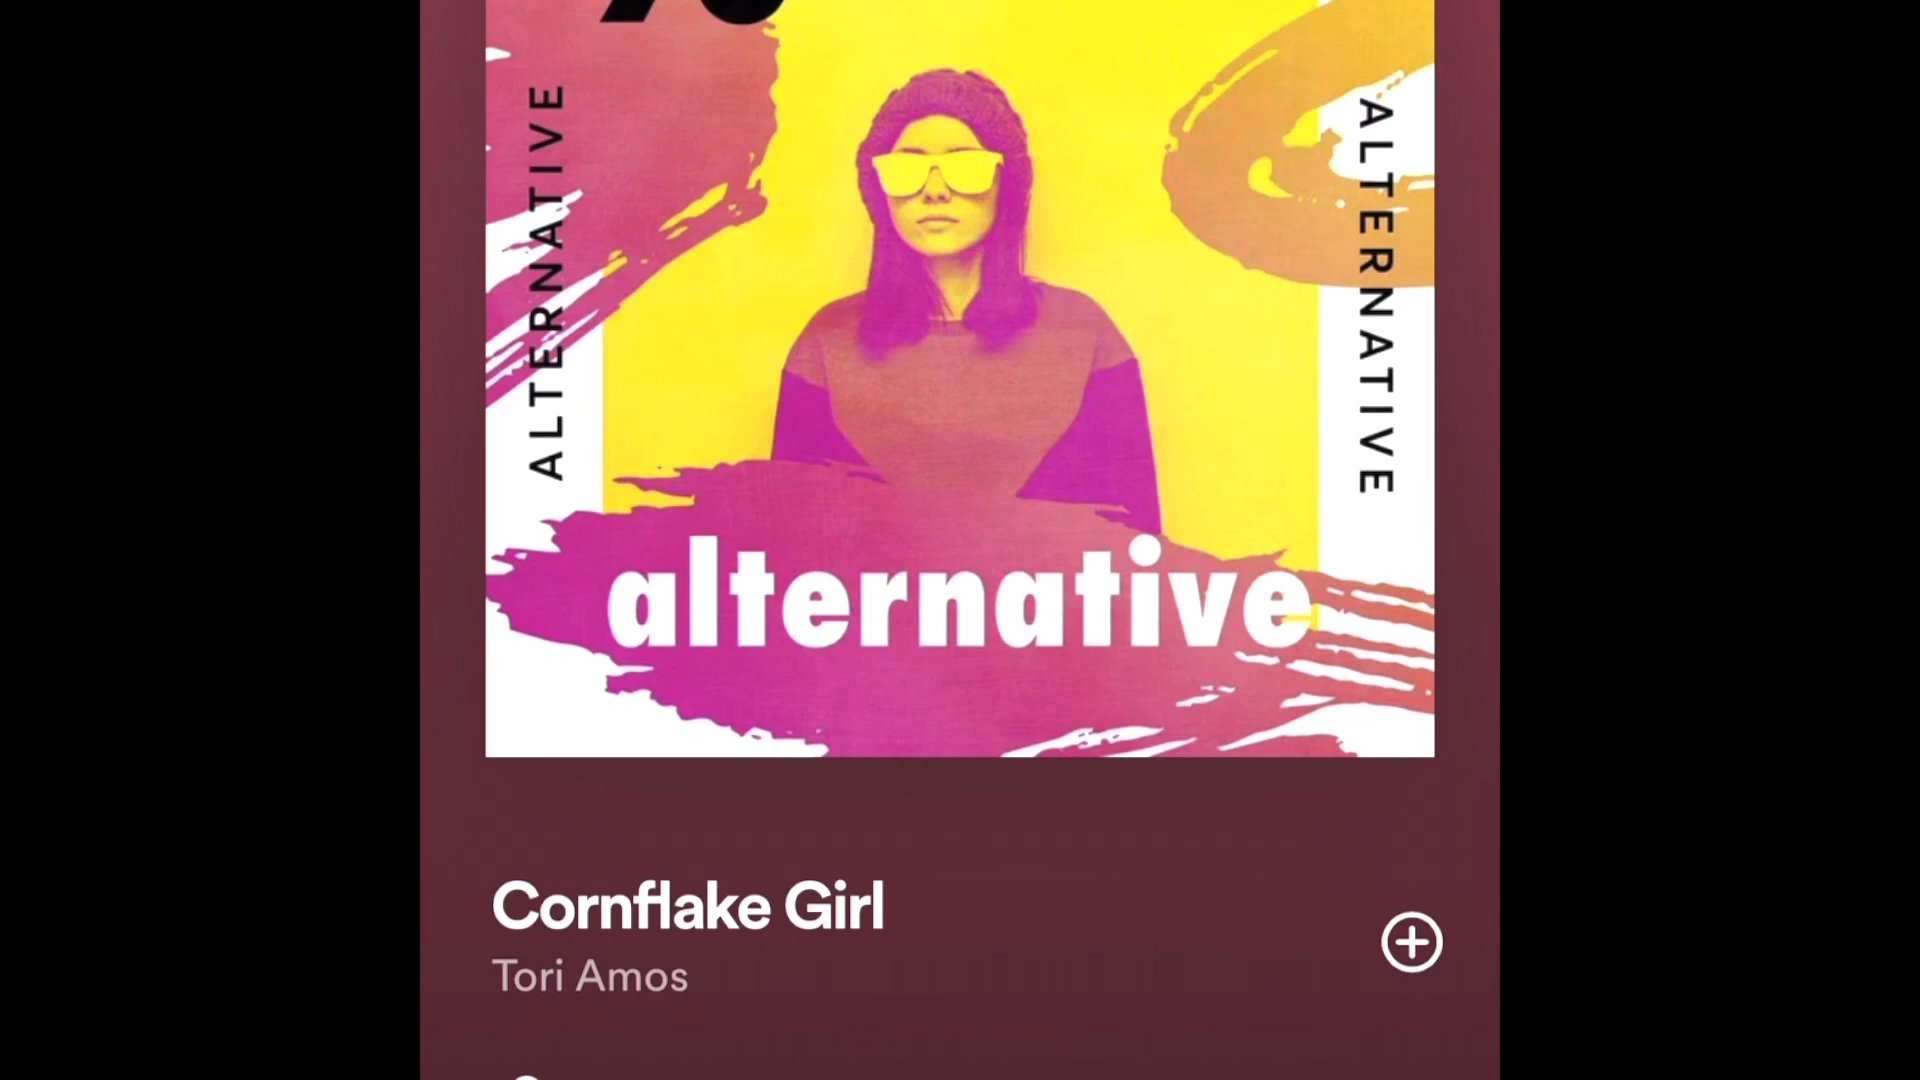 ALTERNATIVE
ALTERNATIVE
alternative
Cornflake Girl
Tori Amos